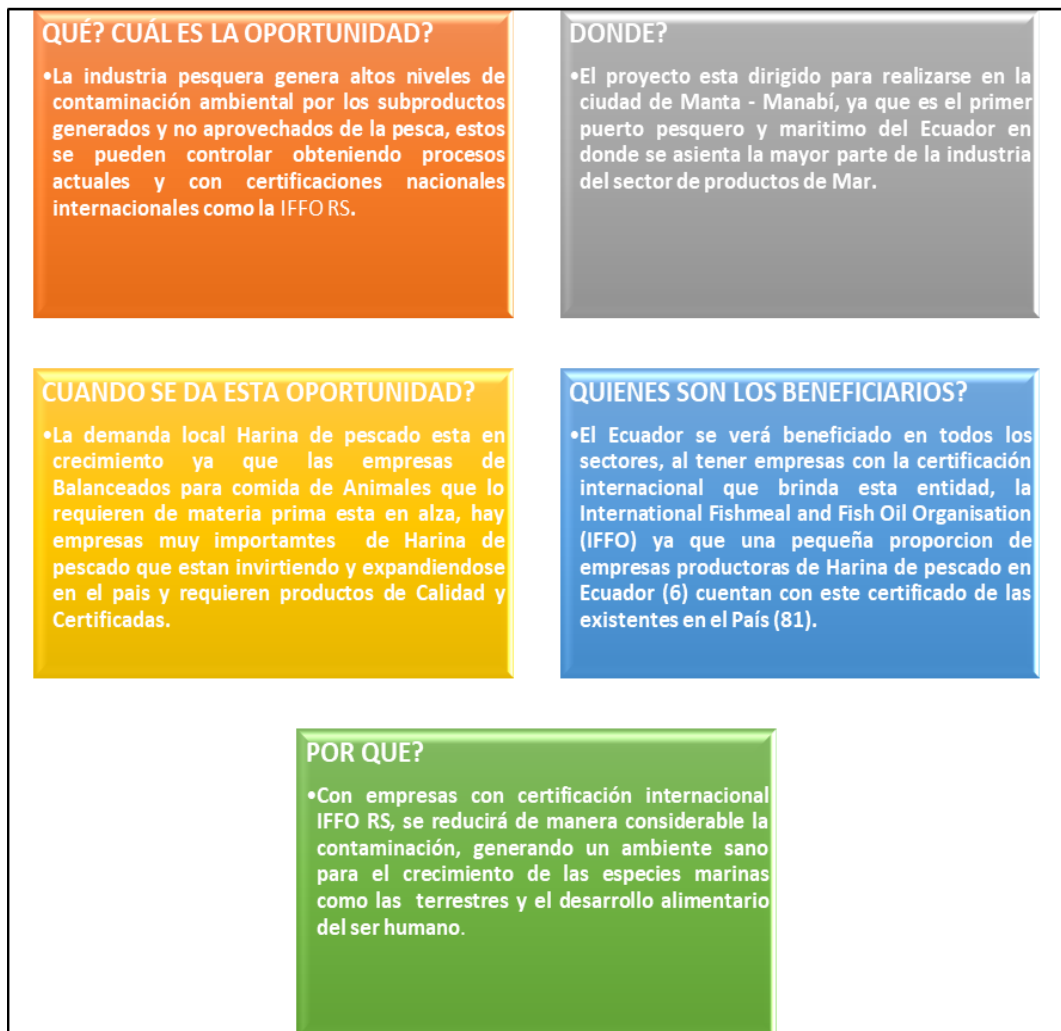 QUÉ? CUÁL ES LA OPORTUNIDAD?
•La industria pesquera genera altos niveles de
contaminación ambiental por los subproductos
generados y no aprovechados de la pesca, estos
se pueden controlar obteniendo procesos
actuales y con certificaciones nacionales
internacionales como la IFFO RS.
DONDE?
•El proyecto esta dirigido para realizarse en la
ciudad de Manta - Manabí, ya que es el primer
puerto pesquero y maritimo del Ecuador en
donde se asienta la mayor parte de la industria
del sector de productos de Mar.
CUANDO SE DA ESTA OPORTUNIDAD?
•La demanda local Harina de pescado esta en
crecimiento ya que las empresas de
Balanceados para comida de Animales que lo
requieren de materia prima esta en alza, hay
empresas muy importamtes de Harina de
pescado que estan invirtiendo y expandiendose
en el pais y requieren productos de Calidad y
Certificadas.
QUIENES SON LOS BENEFICIARIOS?
•El Ecuador se verá beneficiado en todos los
sectores, al tener empresas con la certificación
internacional que brinda esta entidad, la
International Fishmeal and Fish Oil Organisation
(IFFO) ya que una pequeña proporcion de
empresas productoras de Harina de pescado en
Ecuador (6) cuentan con este certificado de las
existentes en el País (81).
POR QUE?
•Con empresas con certificación internacional
IFFO RS, se reducirá de manera considerable la
contaminación, generando un ambiente sano
para el crecimiento de las especies marinas
como las terrestres y el desarrollo alimentario
del ser humano.